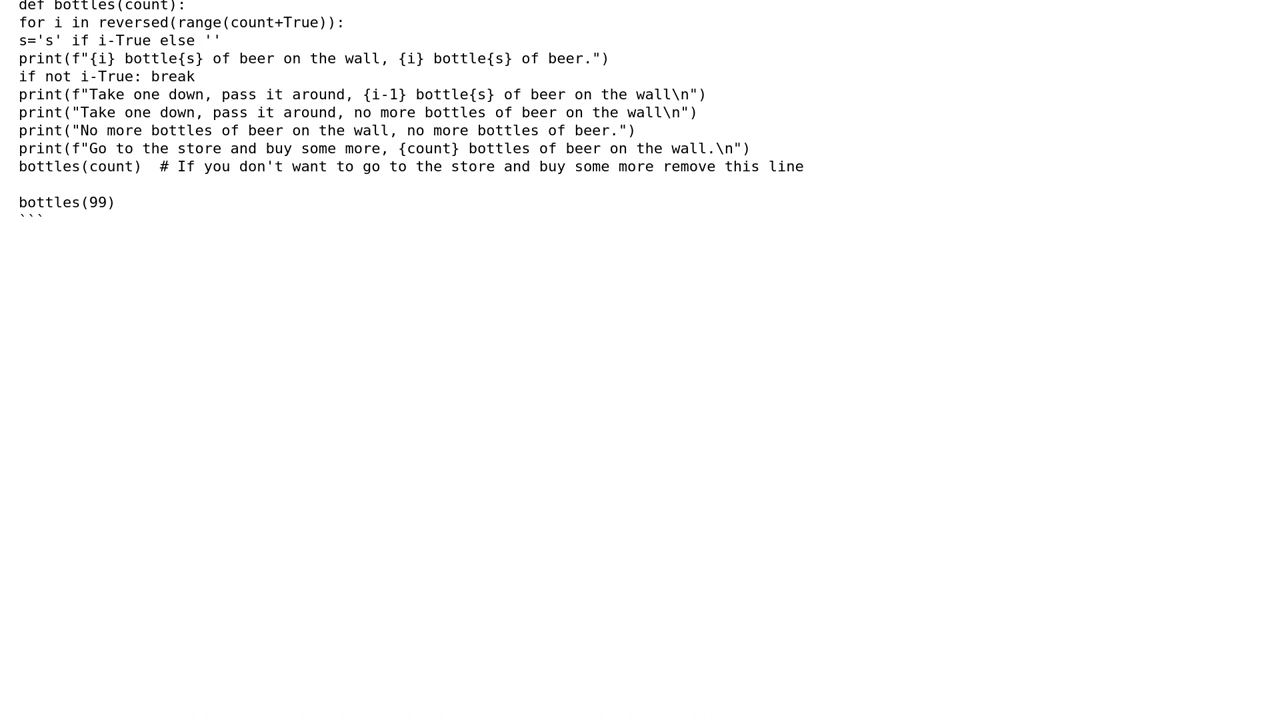 def bottles(count):
for i in reversed(range(count+True)):
s='s' if i-True else ''
print(f"{i} bottle{s} of beer on the wall, {i} bottle{s} of beer.")
if not i-True: break
print(f"Take one down, pass it around, {i-1} bottle{s} of beer on the wall\n")
print("Take one down, pass it around, no more bottles of beer on the wall\n")
print("No more bottles of beer on the wall, no more bottles of beer.")
print(f"Go to the store and buy some more, {count} bottles of beer on the wall.\n")
bottles(count)  # If you don't want to go to the store and buy some more remove this line

bottles(99)
```